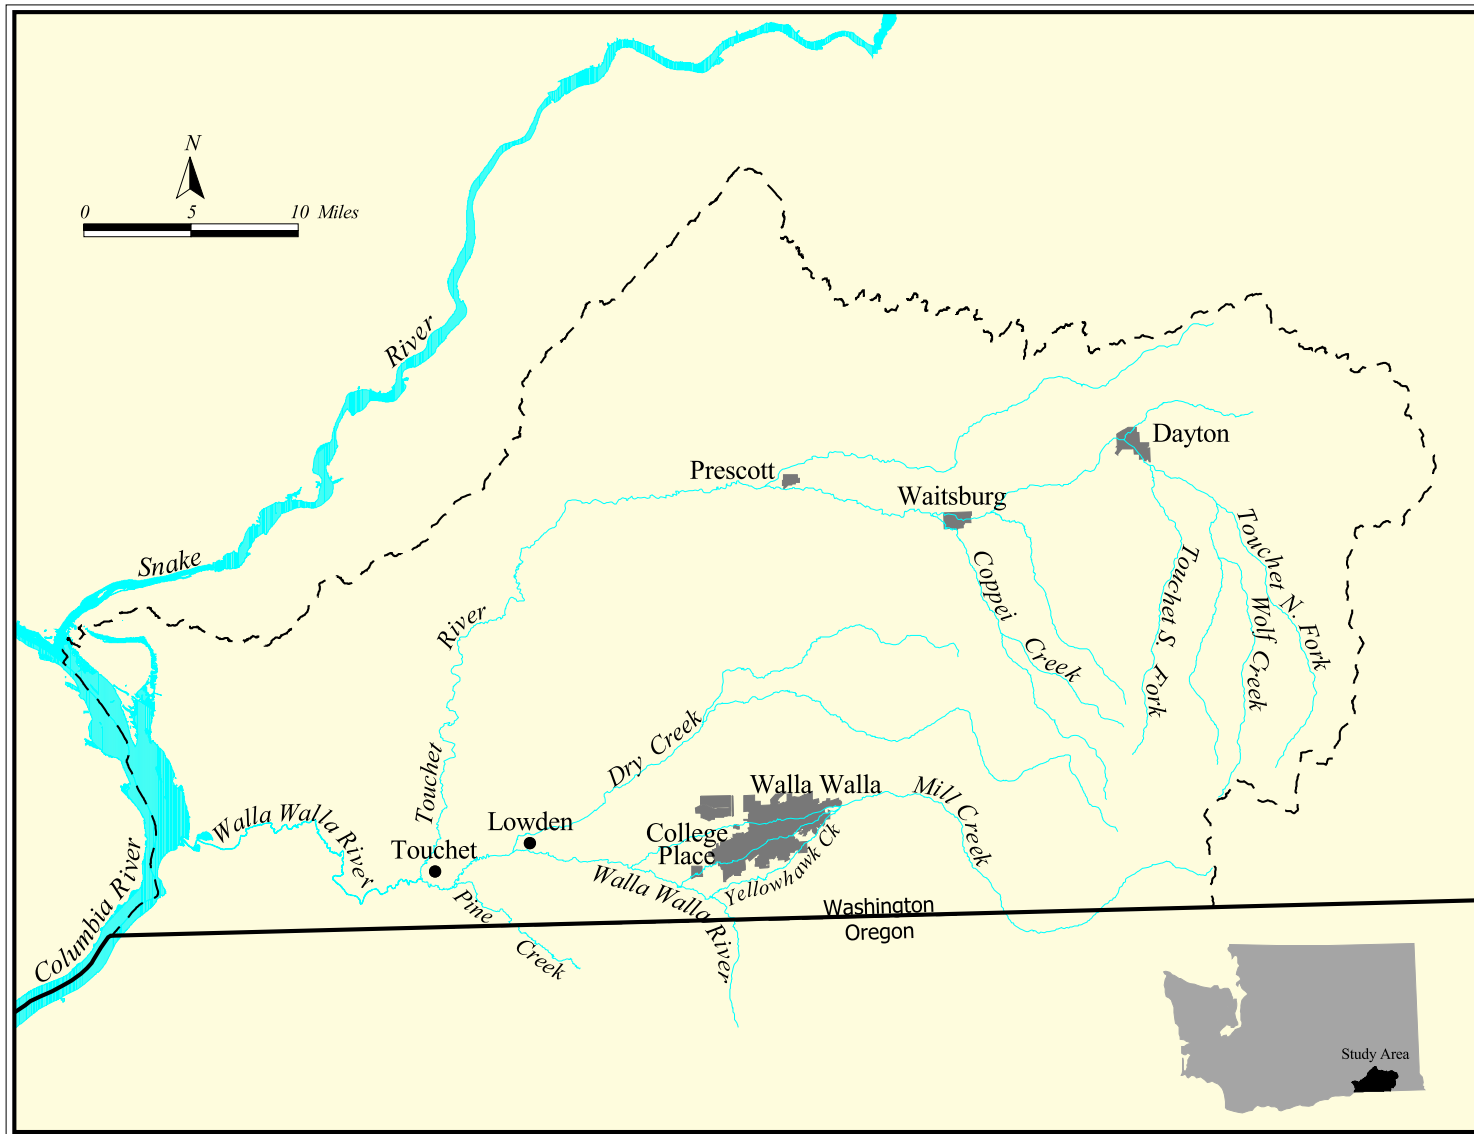 N
0 5 10 Miles
River
Snake
Prescott
Dayton
Waitsburg
Touchet N. Fork
Touchet S. Fork
Wolf Creek
Coppei Creek
River
Touchet
Dry Creek
Walla Walla
Mill Creek
Lowden
College
Place
Walla Walla River
Touchet
Yellowhawk Ck
Walla Walla River
Pine Creek
Columbia River
Washington
Oregon
Study Area